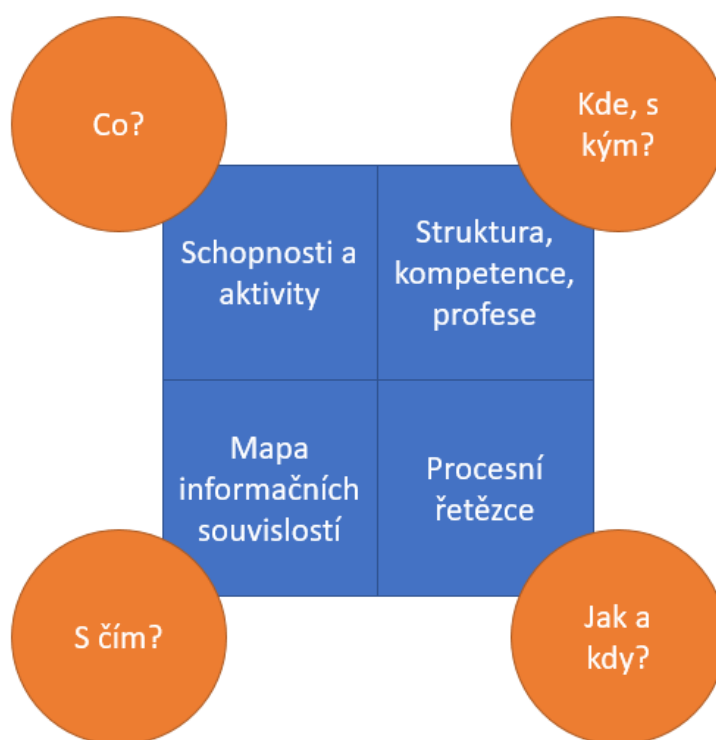 Co?
Kde, s
kým?
Schopnosti a
aktivity
Struktura,
kompetence,
profese
Mapa
informačních
souvislostí
Procesní
řetězce
S čím?
Jak a
kdy?